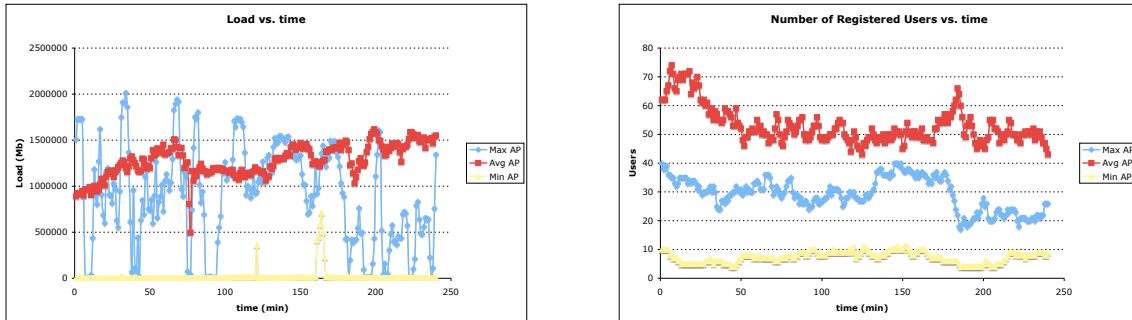 Load vs. time
2500000
2000000
1500000
1000000
500000
0
Load (Mb)
0 50 100 150 200 250
time (min)
Max AP
Avg AP
Min AP
Number of Registered Users vs. time
80
70
60
50
40
30
20
10
0
Users
0 50 100 150 200 250
time (min)
Max AP
Avg AP
Min AP